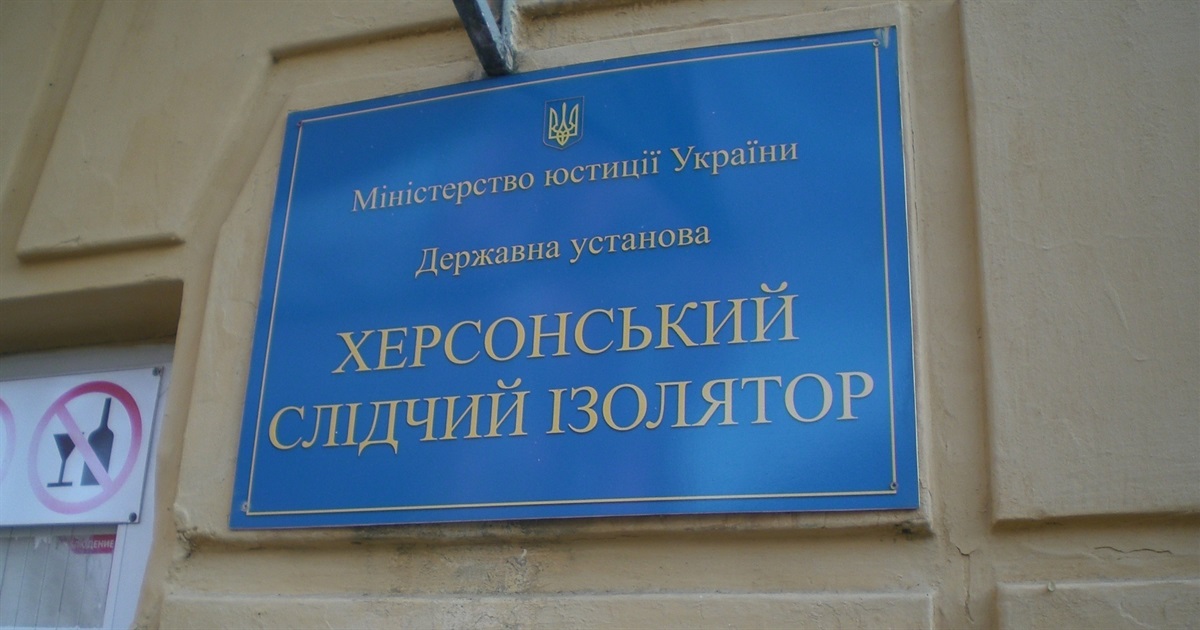 Міністерство юстиції України
Державна установа
ХЕРСОНСЬКИЙ
СЛІДЧИЙ ІЗОЛЯТОР